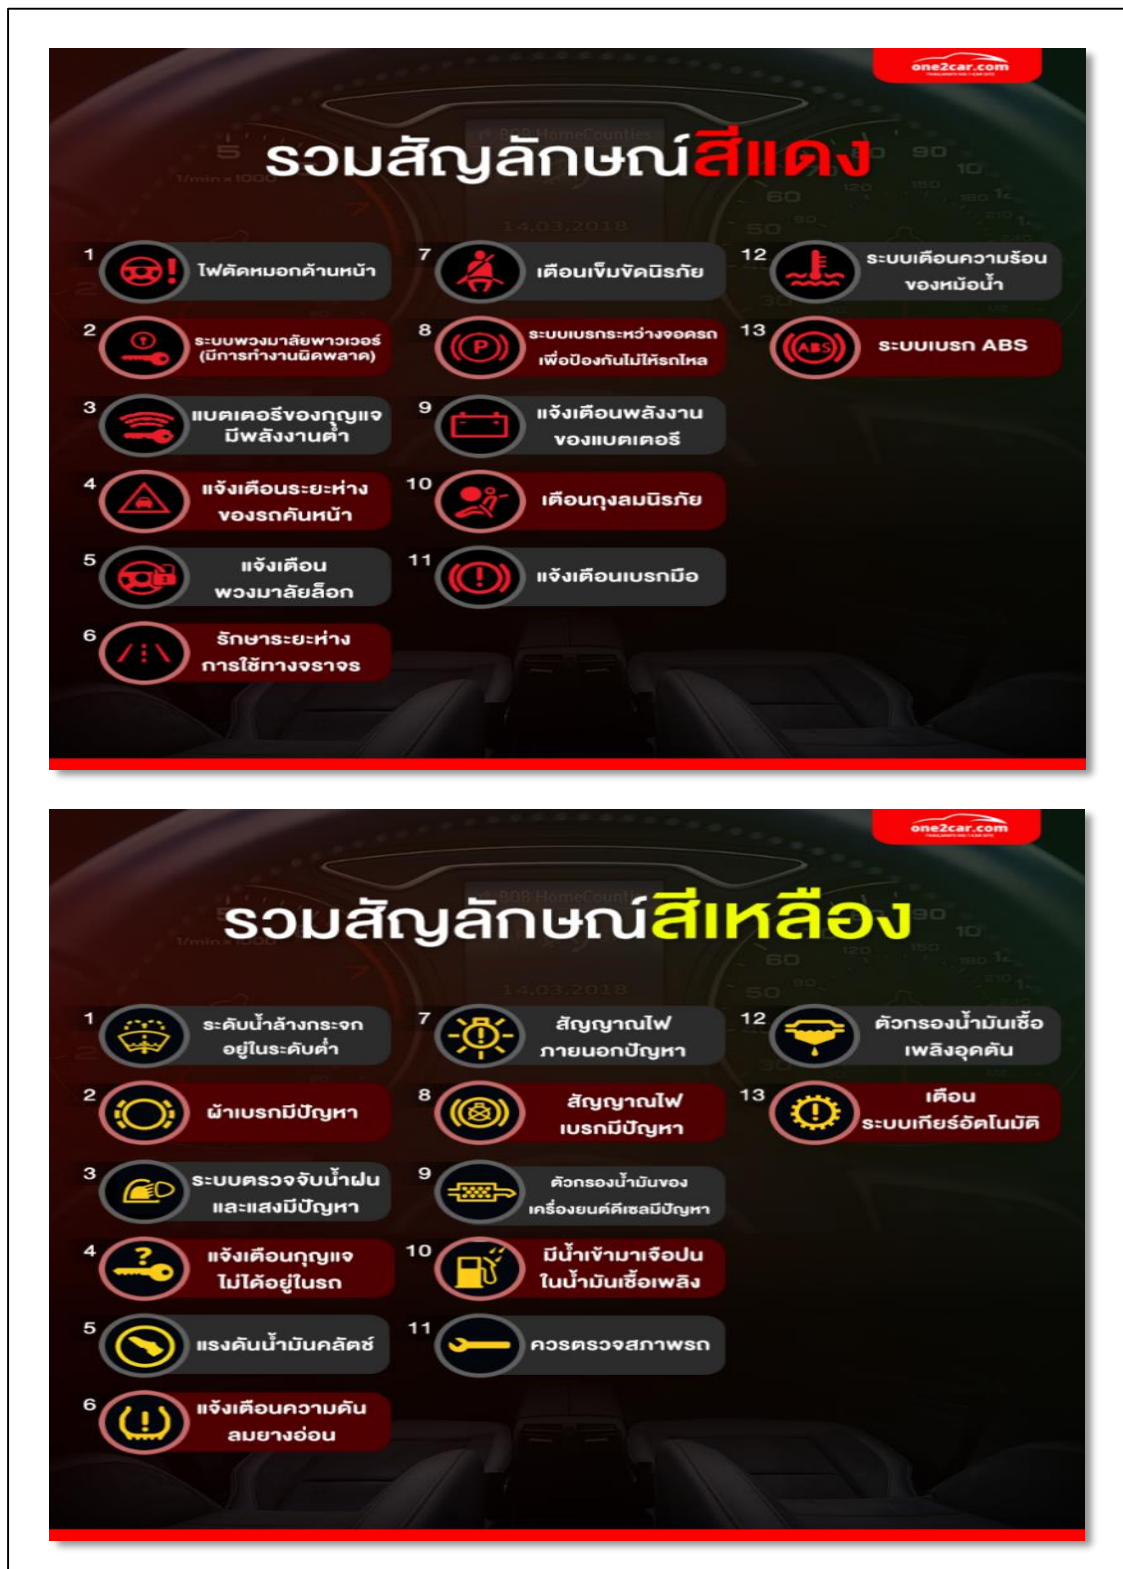 one2car.com
รวมสัญลักษณ์สีแดง
1
ไฟตัดหมอกด้านหน้า
2
ระบบพวงมาลัยพาวเวอร์
(มีการทำงานผิดพลาด)
3
แบตเตอรีของกุญแจ
มีพลังงานต่ำ
4
แจ้งเตือนระยะห่าง
ของรถคันหน้า
5
แจ้งเตือน
พวงมาลัยล็อก
6
รักษาระยะห่าง
การใช้ทางจราจร
7
เตือนเข็มขัดนิรภัย
8
ระบบเบรกระหว่างจอดรถ
เพื่อป้องกันไม่ให้รถไหล
P
9
แจ้งเตือนพลังงาน
ของแบตเตอรี
10
เตือนถุงลมนิรภัย
11
แจ้งเตือนเบรกมือ
12
ระบบเตือนความร้อน
ของหม้อน้ำ
13
ABS
ระบบเบรก ABS
one2car.com
รวมสัญลักษณ์สีเหลือง
1
ระดับน้ำล้างกระจก
อยู่ในระดับต่ำ
2
ผ้าเบรกมีปัญหา
3
ระบบตรวจจับน้ำฝน
และแสงมีปัญหา
4
แจ้งเตือนกุญแจ
ไม่ได้อยู่ในรถ
5
แรงดันน้ำมันคลัตช์
6
แจ้งเตือนความดัน
ลมยางอ่อน
7
สัญญาณไฟ
ภายนอกปัญหา
8
สัญญาณไฟ
เบรกมีปัญหา
9
ตัวกรองน้ำมันของ
เครื่องยนต์ดีเซลมีปัญหา
10
มีน้ำเข้ามาเจือปน
ในน้ำมันเชื้อเพลิง
11
ควรตรวจสภาพรถ
12
ตัวกรองน้ำมันเชื้อ
เพลิงอุดตัน
13
เตือน
ระบบเกียร์อัตโนมัติ